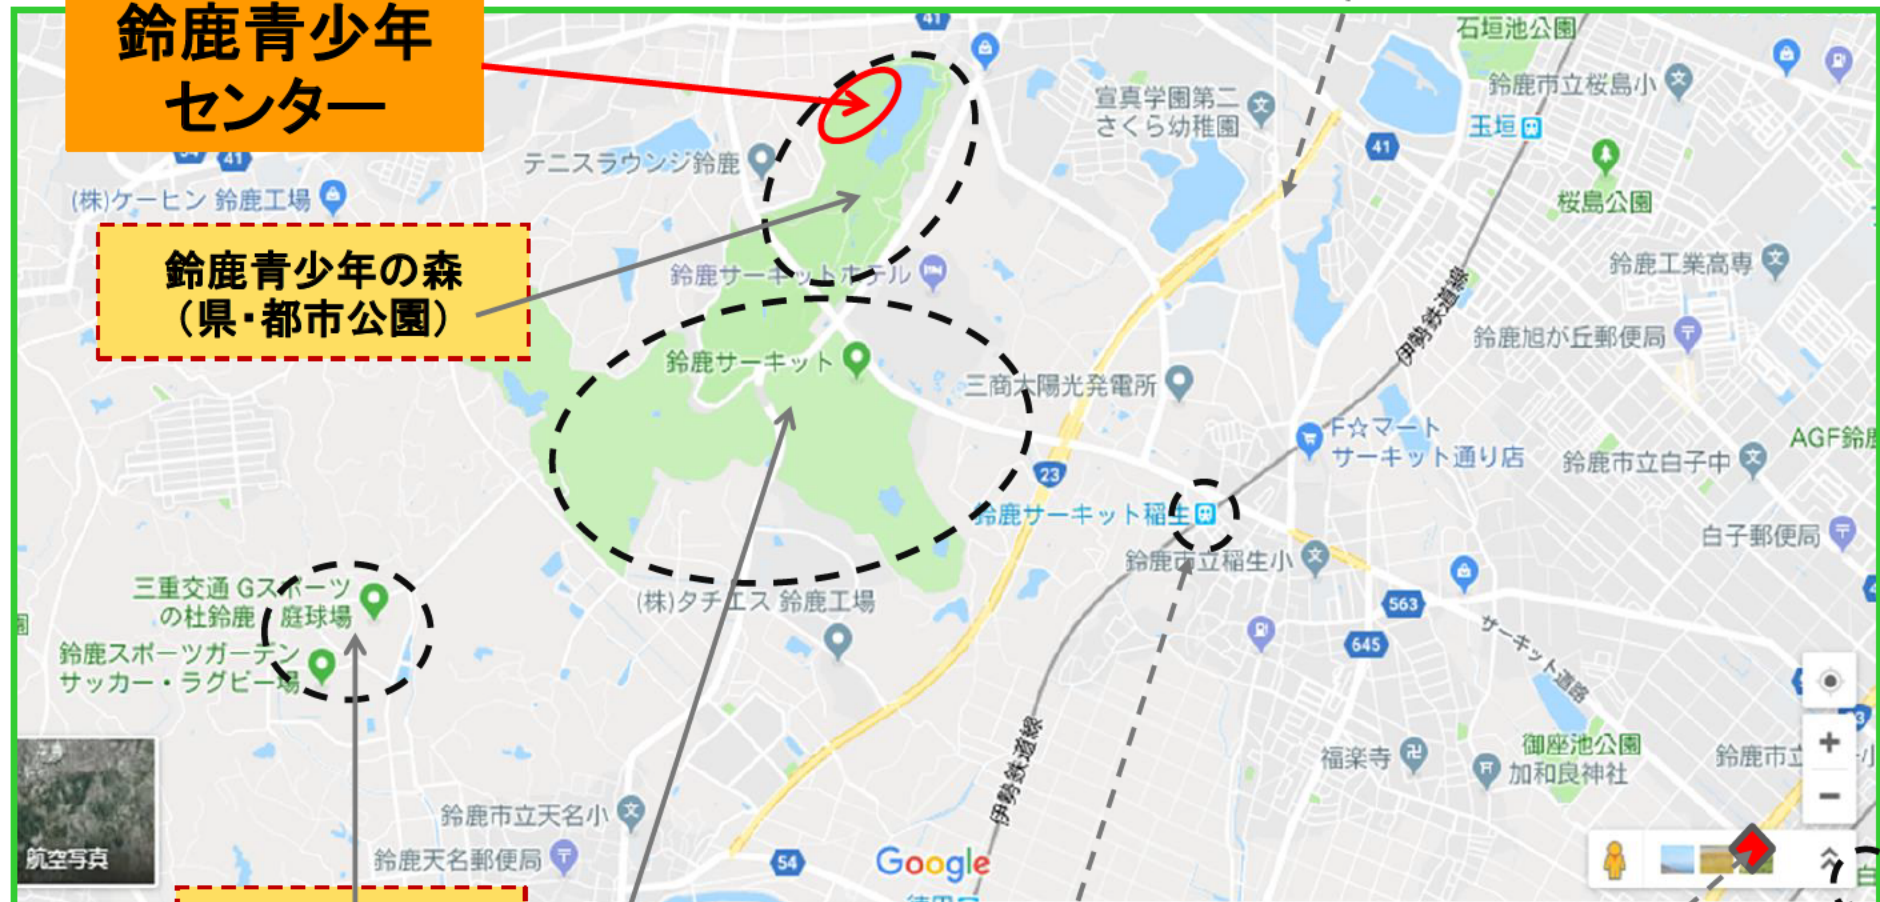 鈴鹿青少年
センター
41
石垣池公園
鈴鹿市立桜島小
宣真学園第二
さくら幼稚園
玉垣
41
41
テニスラウンジ鈴鹿
(株)ケーヒン 鈴鹿工場
桜島公園
鈴鹿青少年の森
（県・都市公園）
鈴鹿サーキットホテル
鈴鹿工業高専
伊勢鉄道線
鈴鹿旭が丘郵便局
鈴鹿サーキット
三商太陽光発電所
F☆マート
サーキット通り店
AGF鈴鹿
鈴鹿市立白子中
23
鈴鹿サーキット稲生
白子郵便局
鈴鹿市立稲生小
三重交通 Gスポーツ
の杜鈴鹿 庭球場
(株)タチエス 鈴鹿工場
563
サーキット道路
645
鈴鹿スポーツガーデン
サッカー・ラグビー場
伊勢鉄道線
福楽寺
御座池公園
加和良神社
鈴鹿市立
鈴鹿市立天名小
航空写真
鈴鹿天名郵便局
54
Google
白